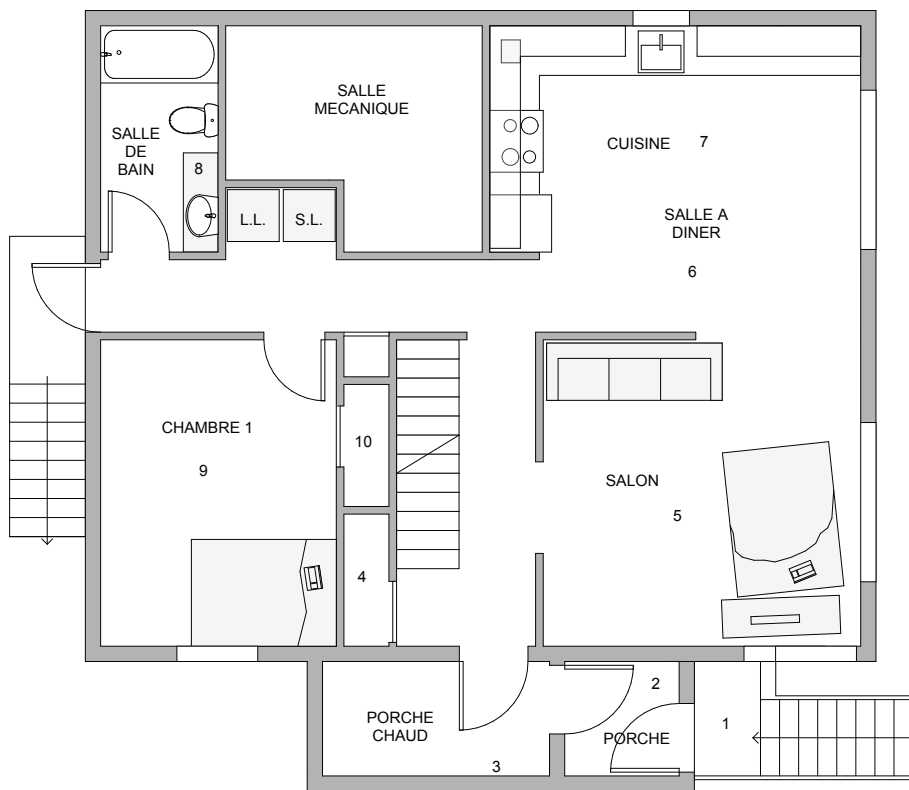 SALLE
MECANIQUE
SALLE
DE
BAIN
8
L.L.
S.L.
CUISINE
7
SALLE A
DINER
6
CHAMBRE 1
9
10
4
SALON
5
PORCHE
CHAUD
3
2
PORCHE
1